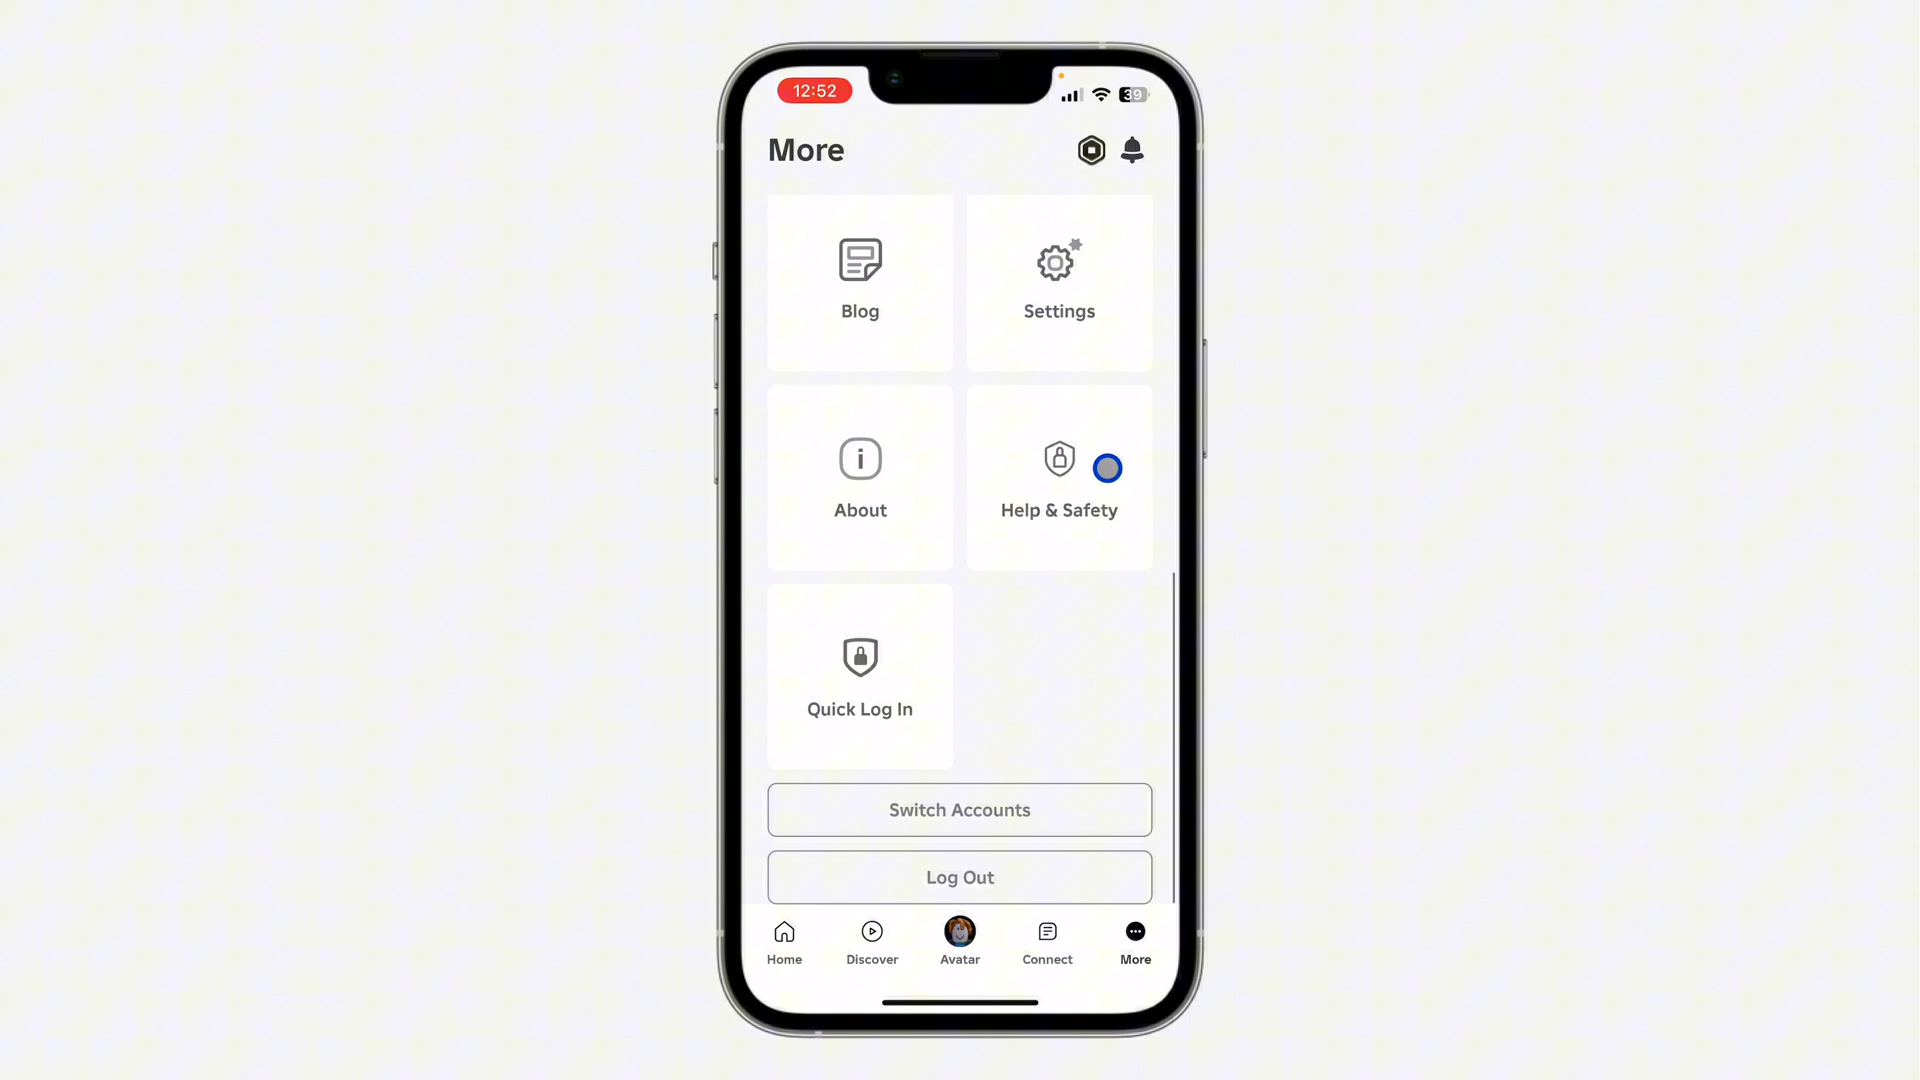 12:52
39
More
Blog
Settings
About
Help & Safety
Quick Log In
Switch Accounts
Log Out
Home
Discover
Avatar
Connect
More